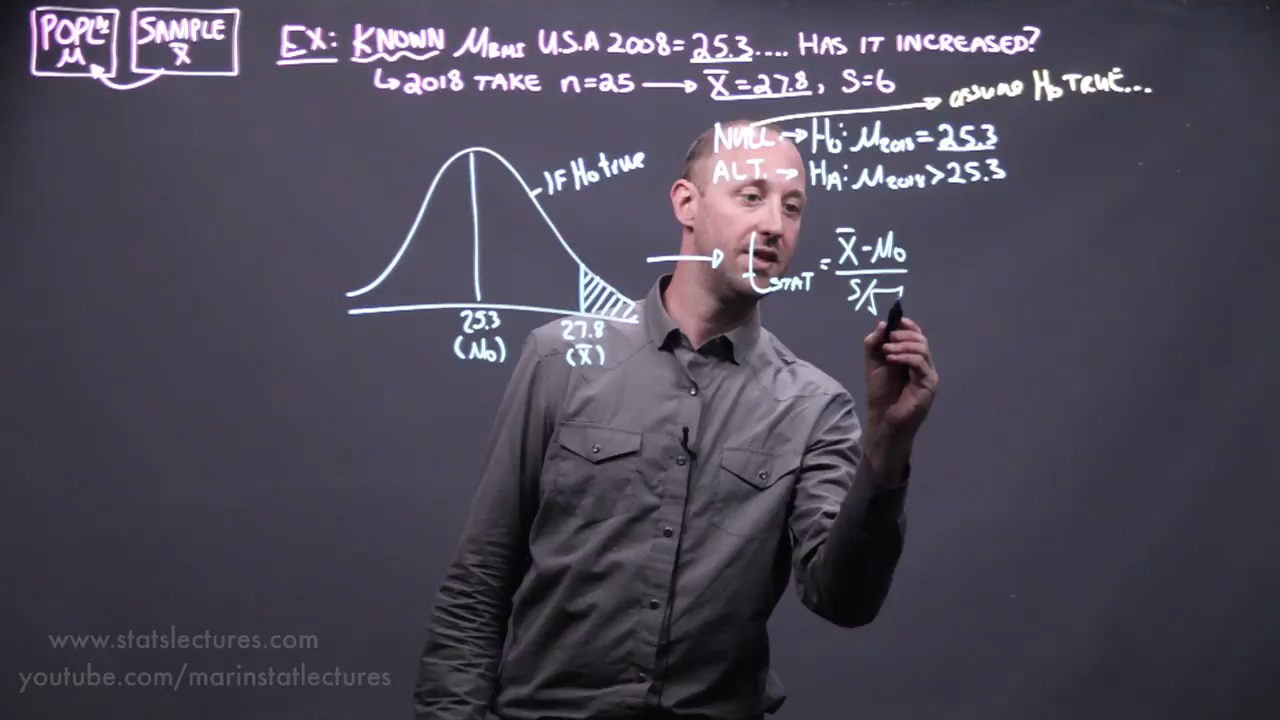 POPLN SAMPLE
μ X̄
EX: KNOWN μBMI U.S.A 2008 = 25.3.... HAS IT INCREASED?
↳ 2018 TAKE n=25 → X̄=27.8, S=6
assume H₀ TRUE...
NULL → H₀: μ2018 = 25.3
ALT. → HA: μ2018 > 25.3
IF H₀ true
tSTAT = X̄-μ₀
S/√
25.3 27.8
(μ₀) (X̄)
www.statslectures.com
youtube.com/marinstatlectures